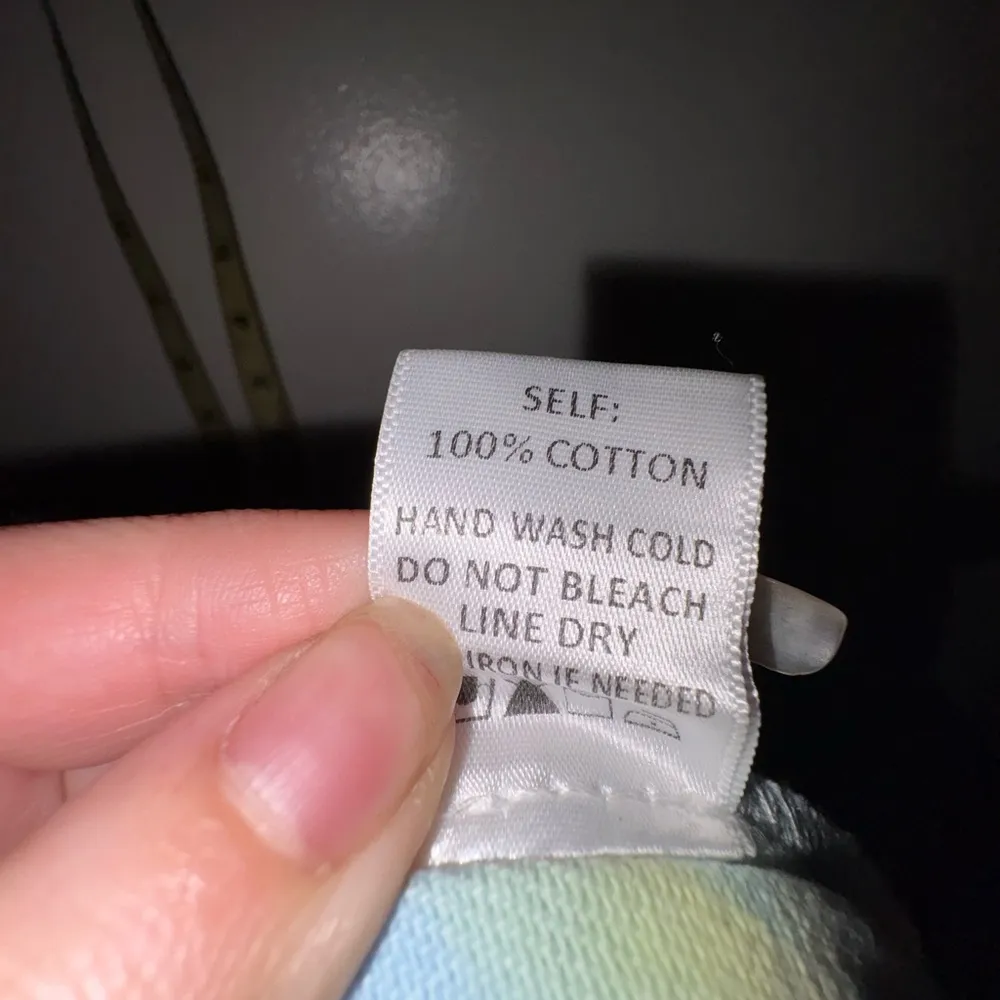 SELF:
100% COTTON
HAND WASH COLD
DO NOT BLEACH
LINE DRY
IRON IF NEEDED